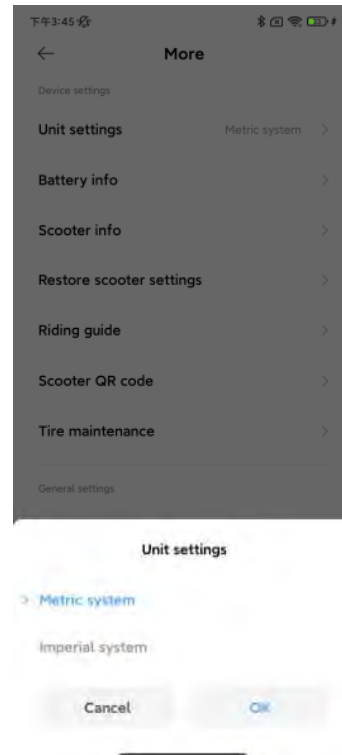 下午3:45
More
Device settings
Unit settings Metric system
Battery info
Scooter info
Restore scooter settings
Riding guide
Scooter QR code
Tire maintenance
General settings
Unit settings
Metric system
Imperial system
Cancel OK